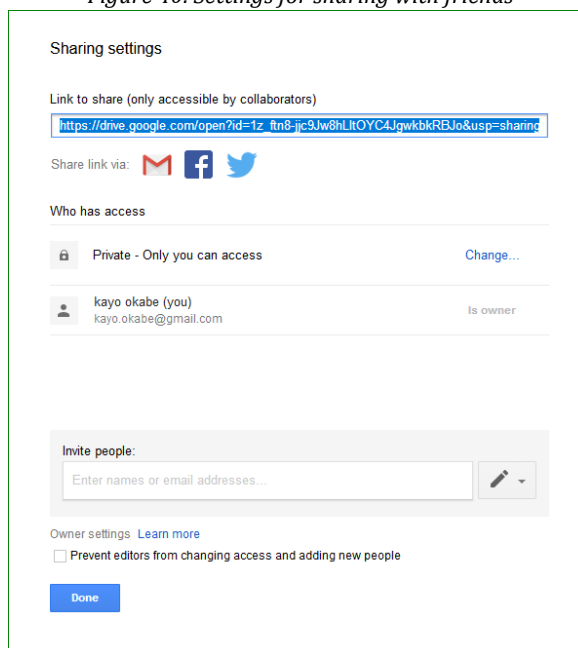 Figure 10: Settings for sharing with friends
Sharing settings
Link to share (only accessible by collaborators)
https://drive.google.com/open?id=1z_ftn8-jjc9Jw8hLltOYC4JgwkbkRBJo&usp=sharing
Share link via:
Who has access
Private - Only you can access Change...
kayo okabe (you)
kayo.okabe@gmail.com Is owner
Invite people:
Enter names or email addresses...
Owner settings Learn more
Prevent editors from changing access and adding new people
Done